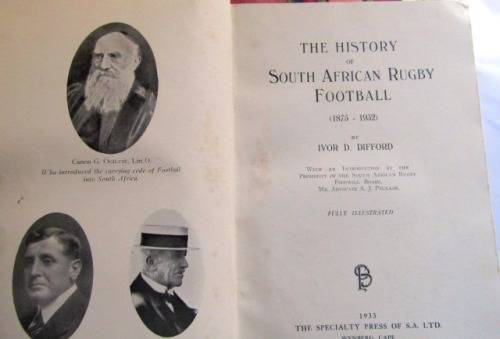 CANON G. OGILVIE, LITT.D.
Who introduced the carrying code of Football
into South Africa.
THE HISTORY
OF
SOUTH AFRICAN RUGBY
FOOTBALL
(1875 - 1932)
BY
IVOR D. DIFFORD
WITH AN INTRODUCTION BY THE
PRESIDENT OF THE SOUTH AFRICAN RUGBY
FOOTBALL BOARD,
MR. ADVOCATE A. J. PIENAAR.
FULLY ILLUSTRATED
1933
THE SPECIALTY PRESS OF S.A. LTD.
WYNBERG, CAPE